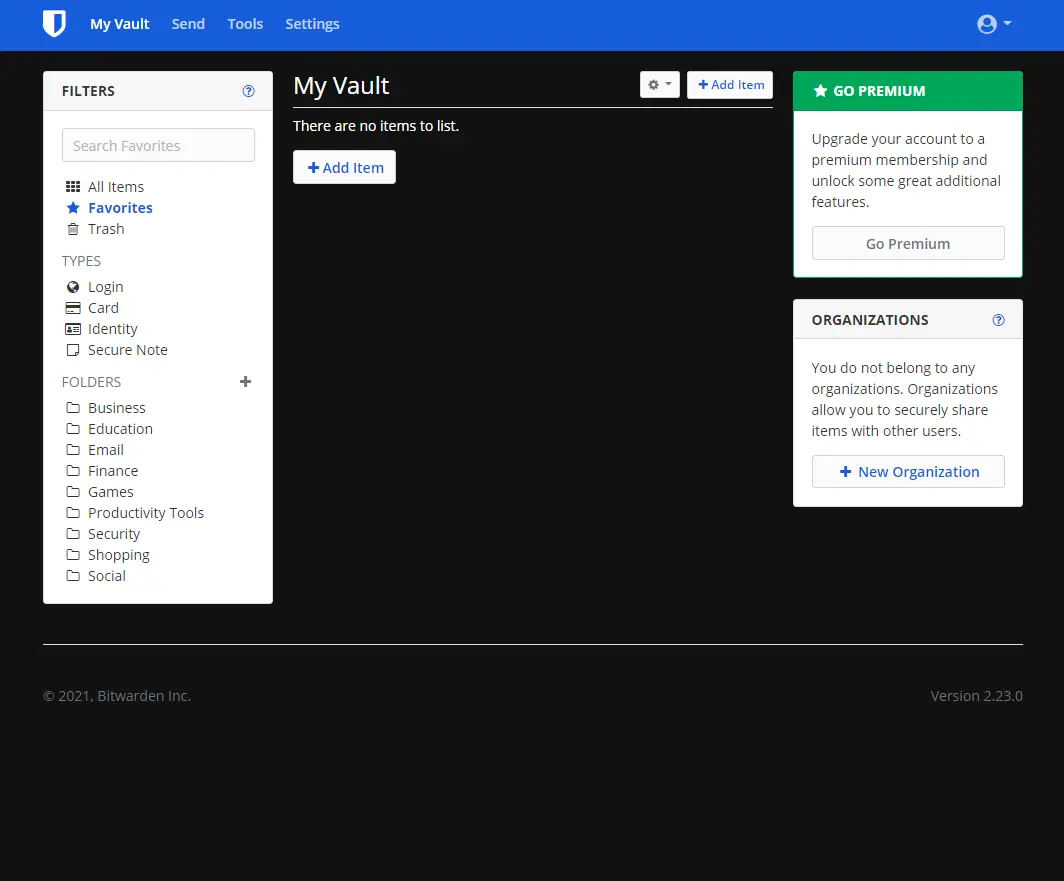 My Vault Send Tools Settings
FILTERS
Search Favorites
All Items
Favorites
Trash
TYPES
Login
Card
Identity
Secure Note
FOLDERS
Business
Education
Email
Finance
Games
Productivity Tools
Security
Shopping
Social
My Vault
Add Item
There are no items to list.
Add Item
GO PREMIUM
Upgrade your account to a
premium membership and
unlock some great additional
features.
Go Premium
ORGANIZATIONS
You do not belong to any
organizations. Organizations
allow you to securely share
items with other users.
New Organization
© 2021, Bitwarden Inc.
Version 2.23.0